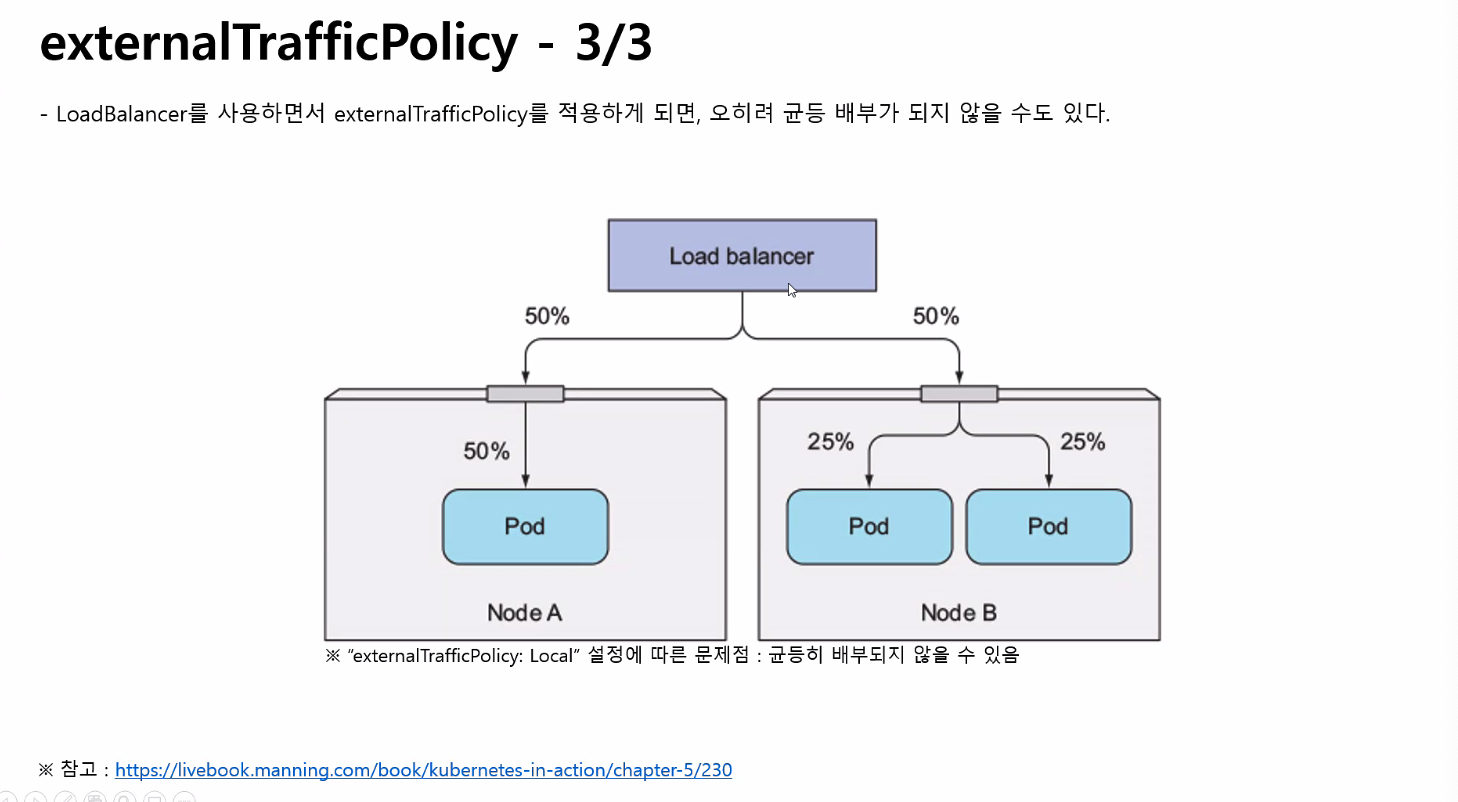 externalTrafficPolicy - 3/3
- LoadBalancer를 사용하면서 externalTrafficPolicy를 적용하게 되면, 오히려 균등 배부가 되지 않을 수도 있다.
Load balancer
50%
50%
50%
25%
25%
Pod
Pod
Pod
Node A
Node B
※ "externalTrafficPolicy: Local" 설정에 따른 문제점 : 균등히 배부되지 않을 수 있음
※ 참고 : https://livebook.manning.com/book/kubernetes-in-action/chapter-5/230